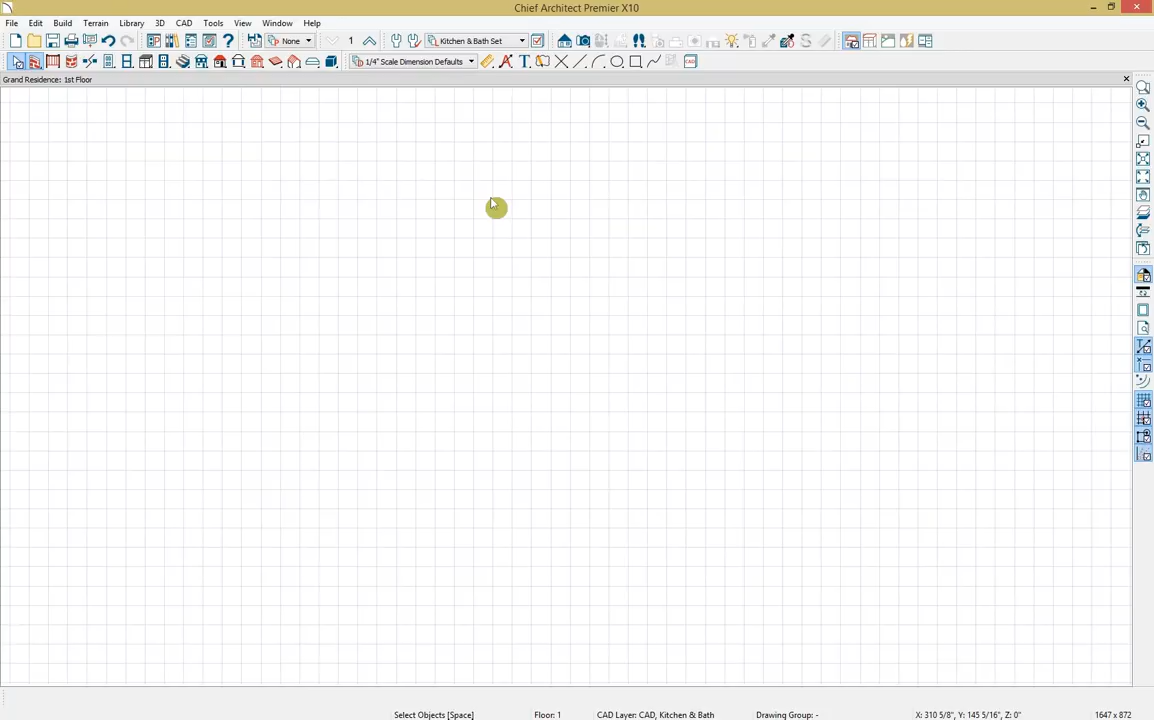 Chief Architect Premier X10
File Edit Build Terrain Library 3D CAD Tools View Window Help
None 1 Kitchen & Bath Set
1/4" Scale Dimension Defaults A T CAD
Grand Residence: 1st Floor
Select Objects [Space] Floor: 1 CAD Layer: CAD, Kitchen & Bath Drawing Group: - X: 310 5/8", Y: 145 5/16", Z: 0" 1647 x 872